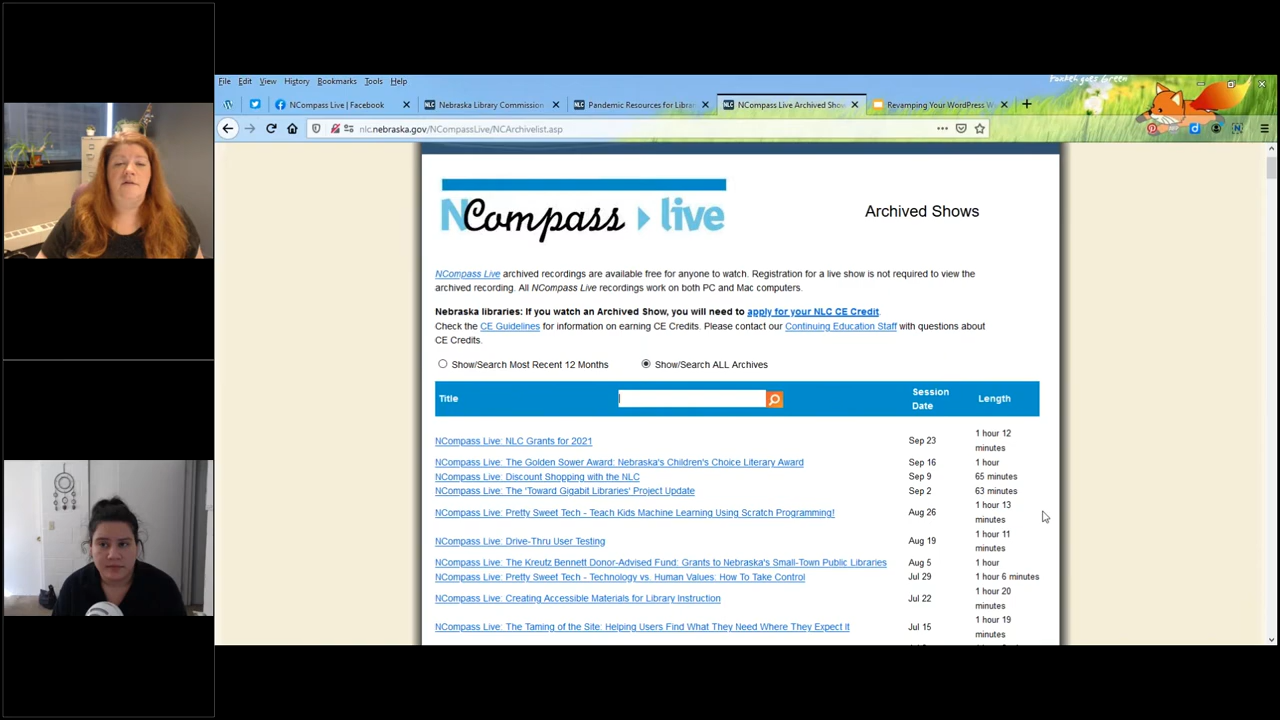 File Edit View History Bookmarks Tools Help
NCompass Live | Facebook × NLC Nebraska Library Commission × NLC Pandemic Resources for Libra × NLC NCompass Live Archived Show × Revamping Your WordPress W × +
nlc.nebraska.gov/NCompassLive/NCArchivelist.asp
NCompass live
Archived Shows
NCompass Live archived recordings are available free for anyone to watch. Registration for a live show is not required to view the
archived recording. All NCompass Live recordings work on both PC and Mac computers.
Nebraska libraries: If you watch an Archived Show, you will need to apply for your NLC CE Credit.
Check the CE Guidelines for information on earning CE Credits. Please contact our Continuing Education Staff with questions about
CE Credits.
Show/Search Most Recent 12 Months Show/Search ALL Archives
Title Session Date Length
NCompass Live: NLC Grants for 2021 Sep 23 1 hour 12 minutes
NCompass Live: The Golden Sower Award: Nebraska's Children's Choice Literary Award Sep 16 1 hour
NCompass Live: Discount Shopping with the NLC Sep 9 65 minutes
NCompass Live: The 'Toward Gigabit Libraries' Project Update Sep 2 63 minutes
NCompass Live: Pretty Sweet Tech - Teach Kids Machine Learning Using Scratch Programming! Aug 26 1 hour 13 minutes
NCompass Live: Drive-Thru User Testing Aug 19 1 hour 11 minutes
NCompass Live: The Kreutz Bennett Donor-Advised Fund: Grants to Nebraska's Small-Town Public Libraries Aug 5 1 hour
NCompass Live: Pretty Sweet Tech - Technology vs. Human Values: How To Take Control Jul 29 1 hour 6 minutes
NCompass Live: Creating Accessible Materials for Library Instruction Jul 22 1 hour 20 minutes
NCompass Live: The Taming of the Site: Helping Users Find What They Need Where They Expect It Jul 15 1 hour 19 minutes